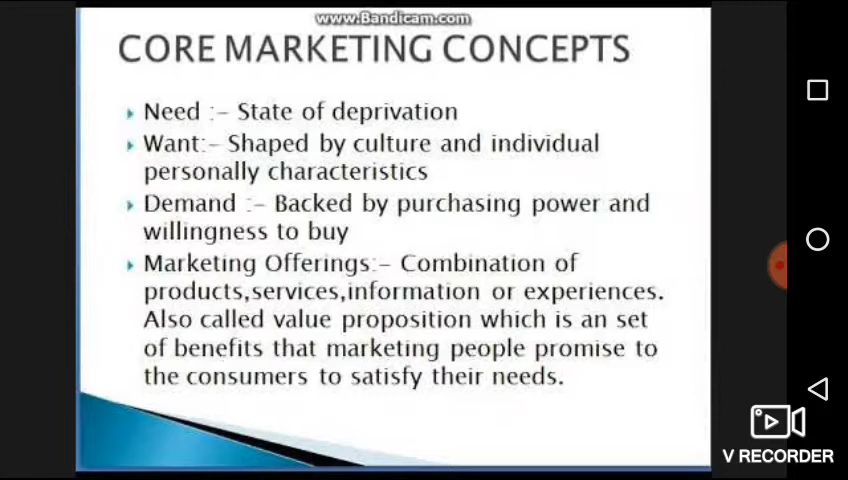 www.Bandicam.com
CORE MARKETING CONCEPTS
Need :- State of deprivation
Want:- Shaped by culture and individual
personally characteristics
Demand :- Backed by purchasing power and
willingness to buy
Marketing Offerings:- Combination of
products,services,information or experiences.
Also called value proposition which is an set
of benefits that marketing people promise to
the consumers to satisfy their needs.
V RECORDER